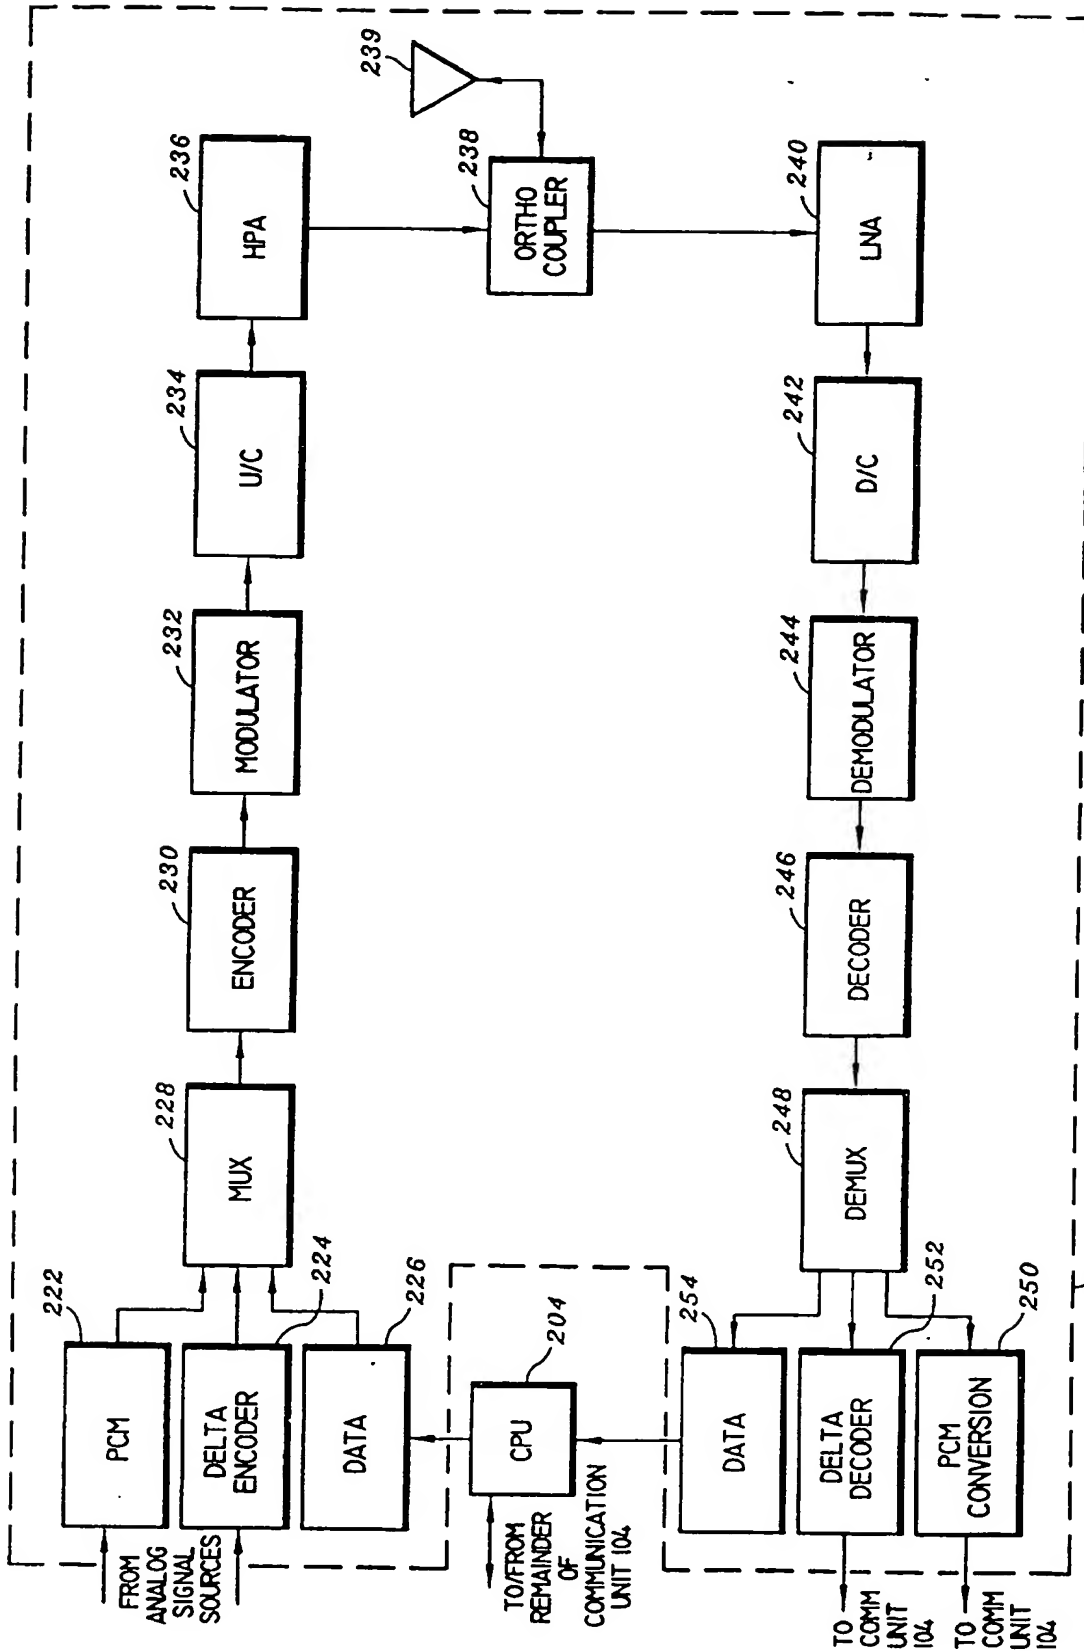 236
HPA
234
U/C
232
MODULATOR
230
ENCODER
228
MUX
222
PCM
224
DELTA
ENCODER
226
DATA
FROM
ANALOG
SIGNAL
SOURCES
239
238
ORTHO
COUPLER
204
CPU
TO/FROM
REMAINDER
OF
COMMUNICATION
UNIT 104
240
LNA
242
D/C
244
DEMODULATOR
246
DECODER
248
DEMUX
254
DATA
252
DELTA
DECODER
250
PCM
CONVERSION
TO
COMM
UNIT
104
TO
COMM
UNIT
104